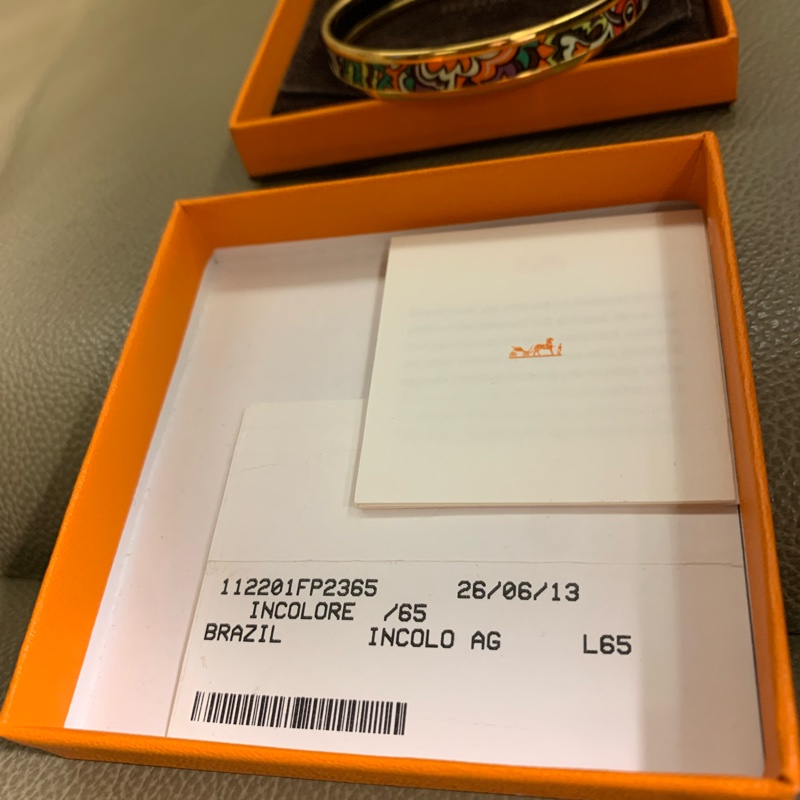 112201FP2365 26/06/13
INCOLORE /65
BRAZIL INCOLO AG L65